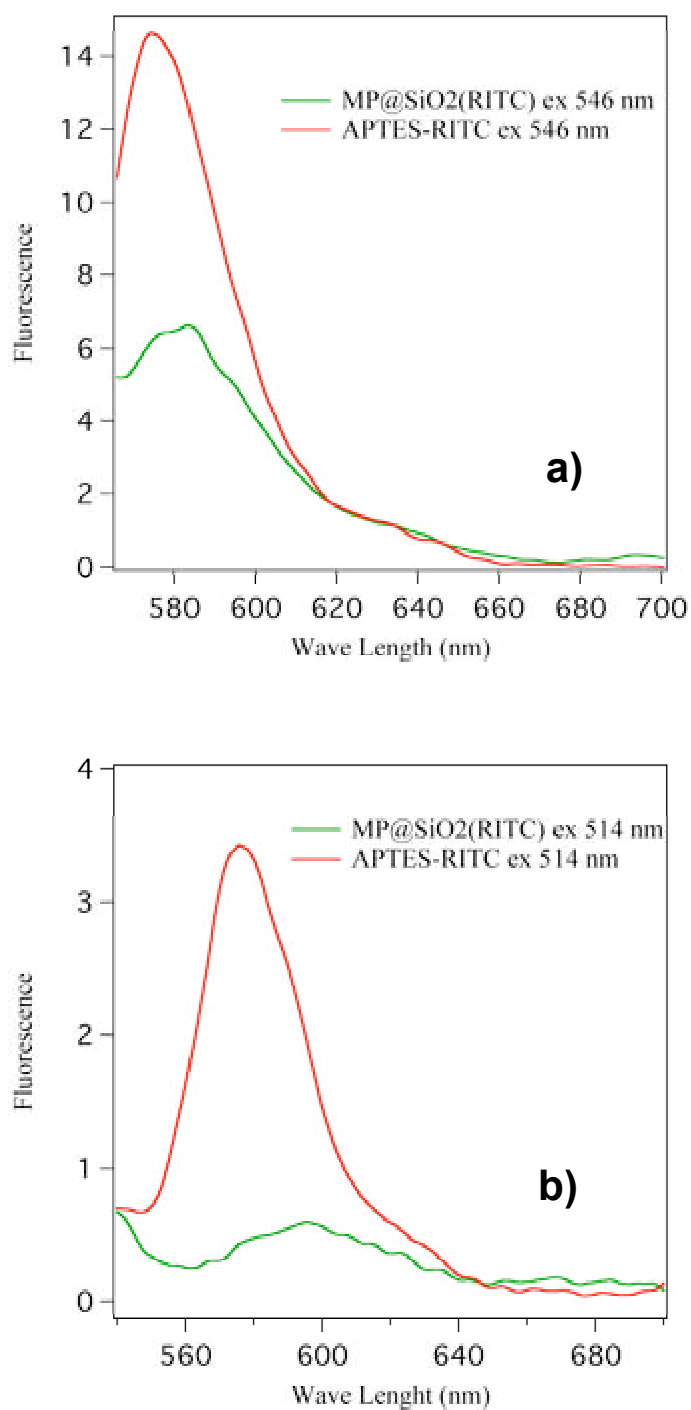 14
12
10
8
6
4
2
0
Fluorescence
MP@SiO2(RITC) ex 546 nm
APTES-RITC ex 546 nm
a)
580 600 620 640 660 680 700
Wave Length (nm)
4
3
2
1
0
Fluorescence
MP@SiO2(RITC) ex 514 nm
APTES-RITC ex 514 nm
b)
560 600 640 680
Wave Lenght (nm)